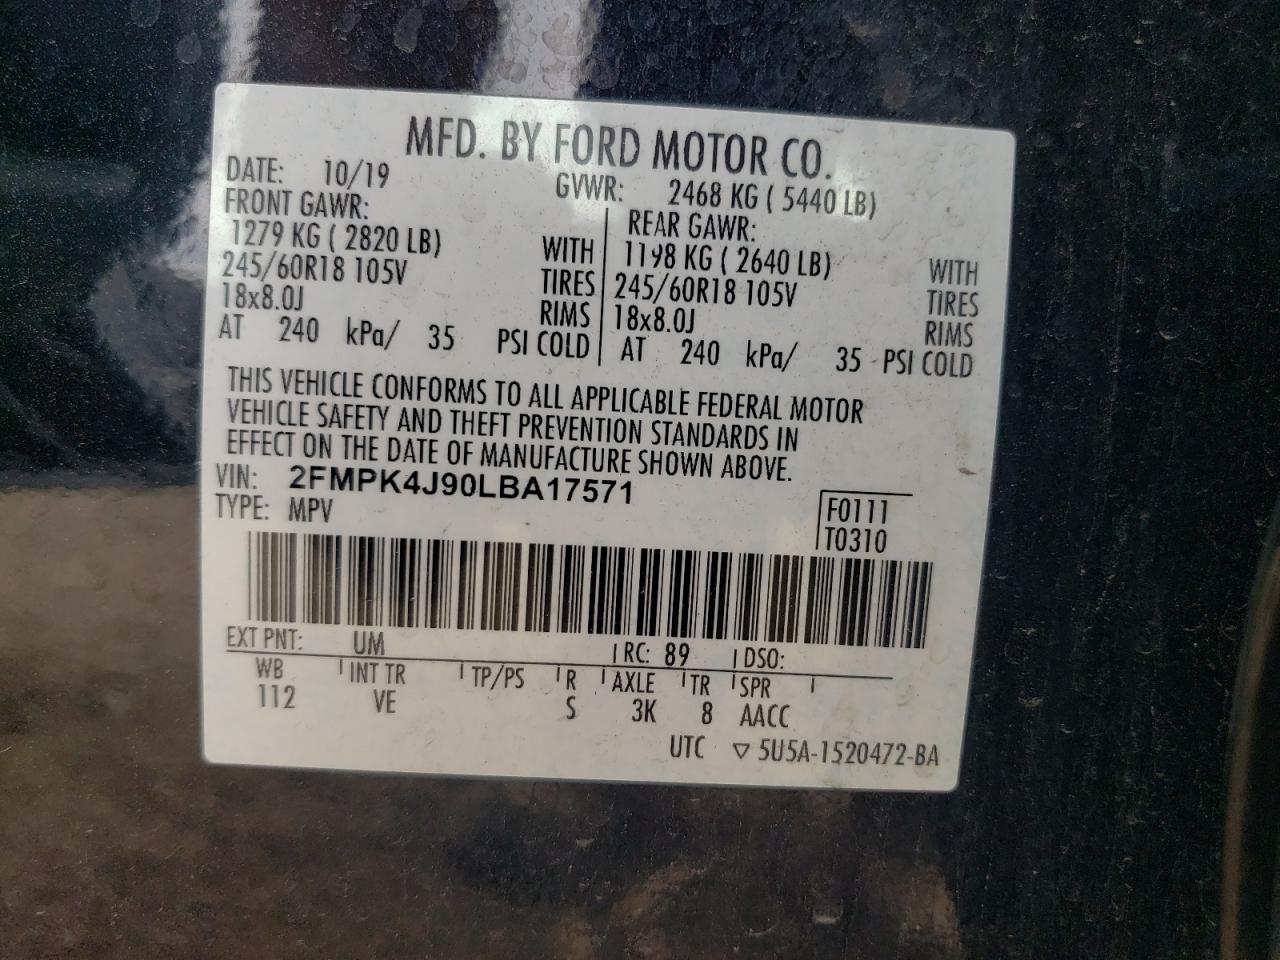 MFD. BY FORD MOTOR CO.
DATE: 10/19 GVWR: 2468 KG ( 5440 LB)
FRONT GAWR: REAR GAWR:
1279 KG ( 2820 LB) WITH 1198 KG ( 2640 LB) WITH
245/60R18 105V TIRES 245/60R18 105V TIRES
18x8.0J RIMS 18x8.0J RIMS
AT 240 kPa/ 35 PSI COLD AT 240 kPa/ 35 PSI COLD
THIS VEHICLE CONFORMS TO ALL APPLICABLE FEDERAL MOTOR
VEHICLE SAFETY AND THEFT PREVENTION STANDARDS IN
EFFECT ON THE DATE OF MANUFACTURE SHOWN ABOVE.
VIN: 2FMPK4J90LBA17571
TYPE: MPV
F0111
T0310
EXT PNT: UM RC: 89 DSO:
WB INT TR TP/PS R AXLE TR SPR
112 VE S 3K 8 AACC
UTC ▽ 5U5A-1520472-BA